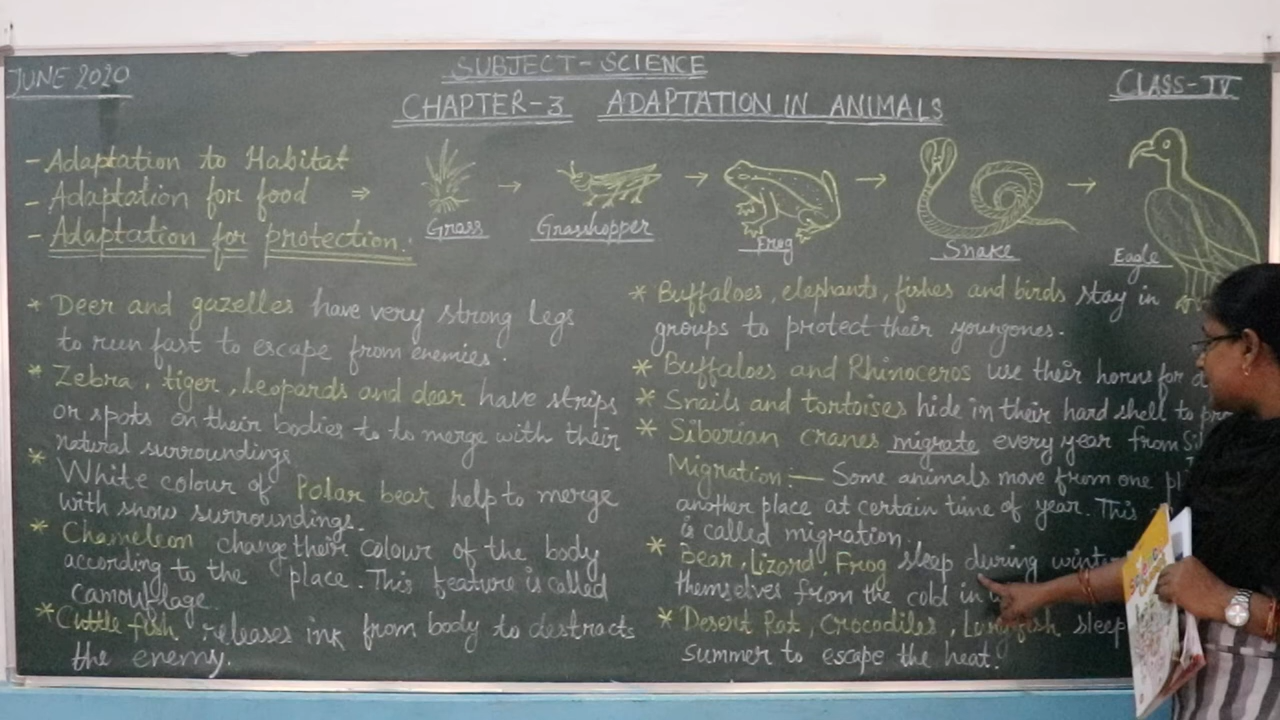 JUNE 2020
SUBJECT-SCIENCE
CLASS-IV
CHAPTER-3 ADAPTATION IN ANIMALS
- Adaptation to Habitat
- Adaptation for food ⇒
- Adaptation for protection:
Grass → Grasshopper → Frog → Snake → Eagle
* Deer and gazelles have very strong legs
to run fast to escape from enemies.
* Zebra, tiger, leopards and dear have strips
or spots on their bodies to to merge with their
natural surroundings
* White colour of Polar bear help to merge
with snow surroundings.
* Chameleon change their colour of the body
according to the place. This feature is called
camouflage.
* Cuttle fish releases ink from body to destracts
the enemy.
* Buffaloes, elephants, fishes and birds stay in
groups to protect their youngones.
* Buffaloes and Rhinoceros use their horns for
* Snails and tortoises hide in their hard shell to
* Siberian cranes migrate every year from
Migration:— Some animals move from one
another place at certain time of year. This
is called migration.
* Bear, Lizard, Frog sleep during winter
themselves from the cold in
* Desert Rat, Crocodiles, Lungfish sleep
Summer to escape the heat.